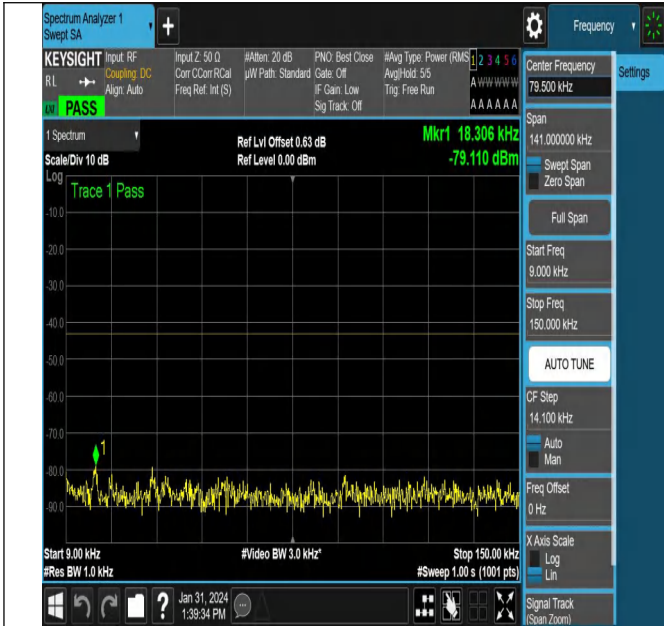 Spectrum Analyzer 1
Swept SA
+
Frequency
KEYSIGHT
RL
Input: RF
Coupling: DC
Align: Auto
Input Z: 50 Ω
Corr CCorr RCal
Freq Ref: Int (S)
#Atten: 20 dB
µW Path: Standard
PNO: Best Close
Gate: Off
IF Gain: Low
Sig Track: Off
#Avg Type: Power (RMS
Avg|Hold: 5/5
Trig: Free Run
1 2 3 4 5 6
A W W W W W
A A A A A A
LXI
PASS
1 Spectrum
Scale/Div 10 dB
Log
Ref Lvl Offset 0.63 dB
Ref Level 0.00 dBm
Mkr1 18.306 kHz
-79.110 dBm
Trace 1 Pass
-10.0
-20.0
-30.0
-40.0
-50.0
-60.0
-70.0
-80.0
-90.0
1
Start 9.00 kHz
#Res BW 1.0 kHz
#Video BW 3.0 kHz*
Stop 150.00 kHz
#Sweep 1.00 s (1001 pts)
?
Jan 31, 2024
1:39:34 PM
Center Frequency
79.500 kHz
Settings
Span
141.000000 kHz
Swept Span
Zero Span
Full Span
Start Freq
9.000 kHz
Stop Freq
150.000 kHz
AUTO TUNE
CF Step
14.100 kHz
Auto
Man
Freq Offset
0 Hz
X Axis Scale
Log
Lin
Signal Track
(Span Zoom)